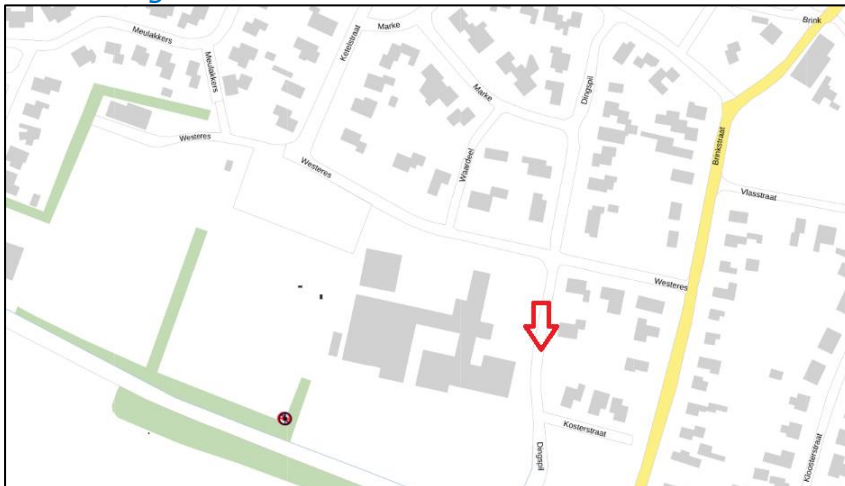 Brink
Marke
Meulakkers
Ketelstraat
Meulakkers
Marke
Dingspil
Westeres
Brinkstraat
Westeres
Waardeel
Vlasstraat
Westeres
Kosterstraat
Dingspil
Kloosterstraat